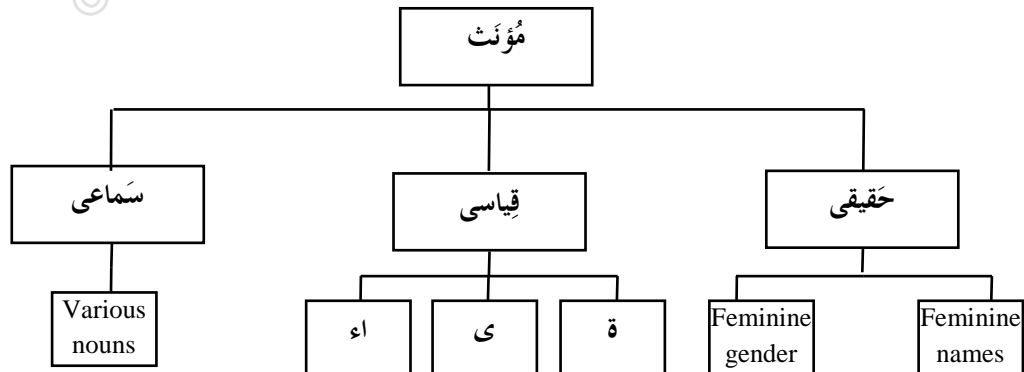 مُؤنَث
حَقيقى
قِياسى
سَماعى
Feminine
names
Feminine
gender
ة
ى
اء
Various
nouns